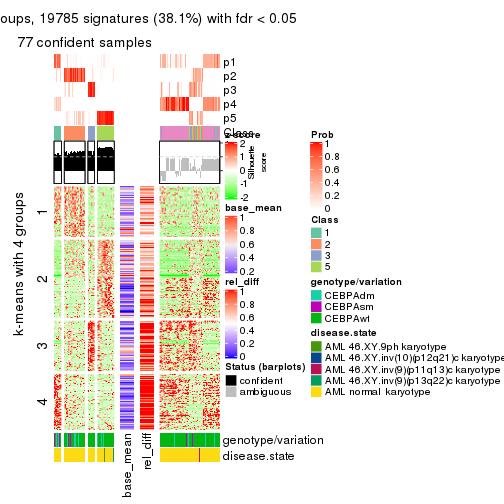 oups, 19785 signatures (38.1%) with fdr < 0.05
77 confident samples
p1
p2
p3
p4
p5
Class
z-score
2
1
0
-1
-2
Silhouette
score
k-means with 4 groups
1
2
3
4
base_mean
1
0.8
0.6
0.4
0.2
rel_diff
1
0.8
0.6
0.4
0.2
0
Status (barplots)
confident
ambiguous
Prob
1
0.8
0.6
0.4
0.2
0
Class
1
2
3
5
genotype/variation
CEBPAdm
CEBPAsm
CEBPAwt
disease.state
AML 46.XY.9ph karyotype
AML 46.XY.inv(10)(p12q21)c karyotype
AML 46.XY.inv(9)(p11q13)c karyotype
AML 46.XY.inv(9)(p13q22)c karyotype
AML normal karyotype
genotype/variation
disease.state
base_mean
rel_diff